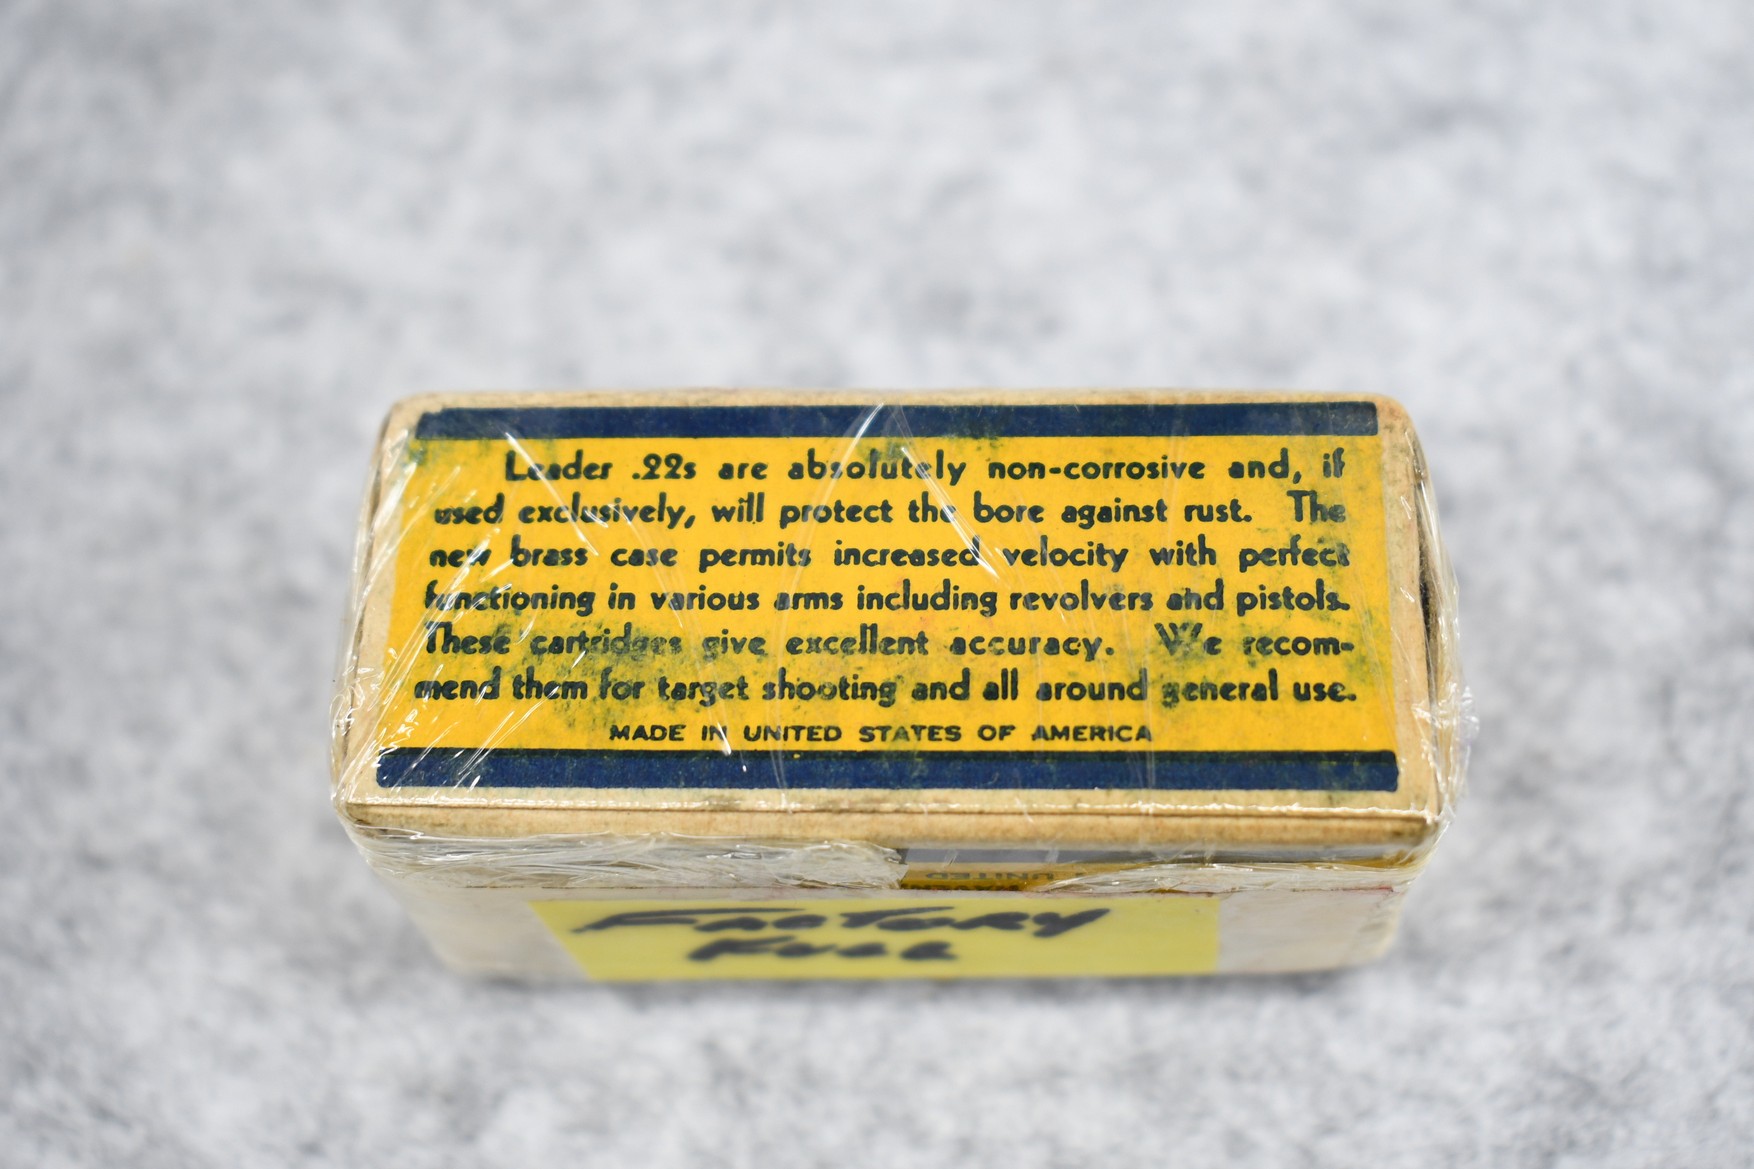 Leader .22s are absolutely non-corrosive and, if
used exclusively, will protect the bore against rust. The
new brass case permits increased velocity with perfect
functioning in various arms including revolvers and pistols.
These cartridges give excellent accuracy. We recom-
mend them for target shooting and all around general use.
MADE IN UNITED STATES OF AMERICA
UNITED
FACTORY
FULL